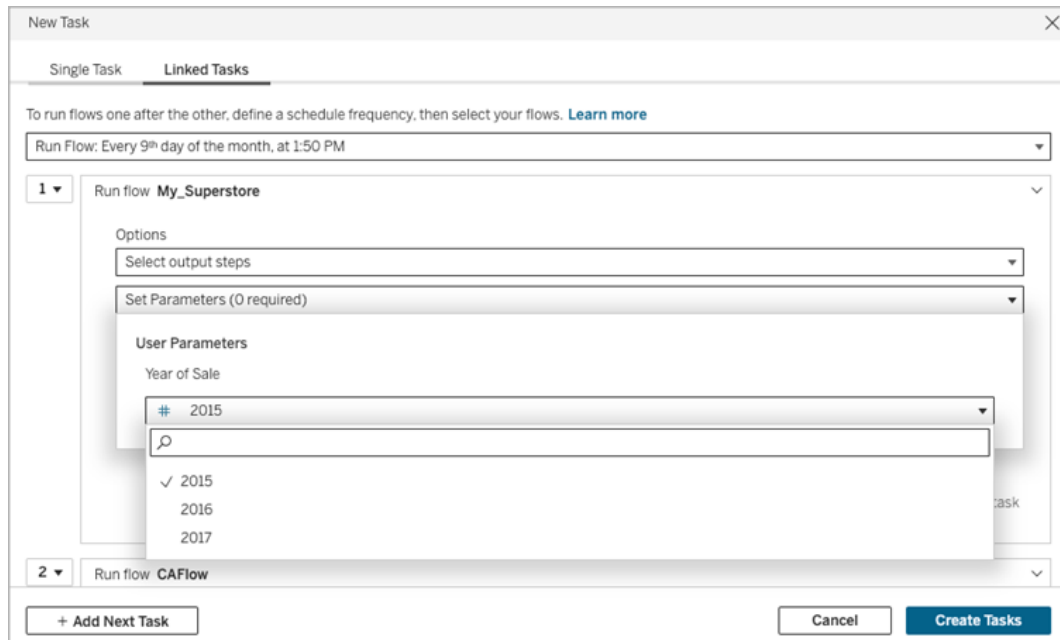 New Task
Single Task Linked Tasks
To run flows one after the other, define a schedule frequency, then select your flows. Learn more
Run Flow: Every 9th day of the month, at 1:50 PM
1 Run flow My_Superstore
Options
Select output steps
Set Parameters (0 required)
User Parameters
Year of Sale
# 2015
2015
2016
task
2017
2 Run flow CAFlow
+ Add Next Task Cancel Create Tasks